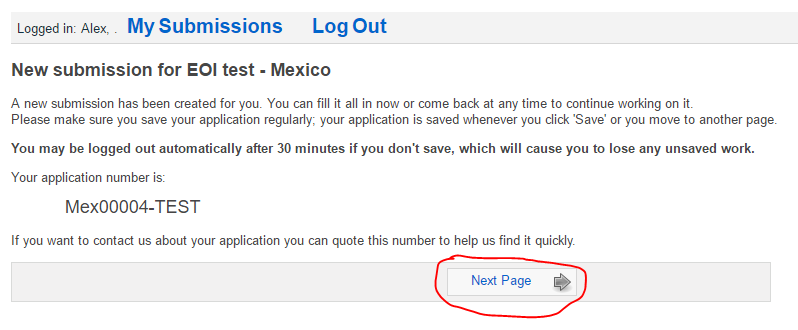 Logged in: Alex, . My Submissions Log Out
New submission for EOI test - Mexico
A new submission has been created for you. You can fill it all in now or come back at any time to continue working on it.
Please make sure you save your application regularly; your application is saved whenever you click 'Save' or you move to another page.
You may be logged out automatically after 30 minutes if you don't save, which will cause you to lose any unsaved work.
Your application number is:
Mex00004-TEST
If you want to contact us about your application you can quote this number to help us find it quickly.
Next Page